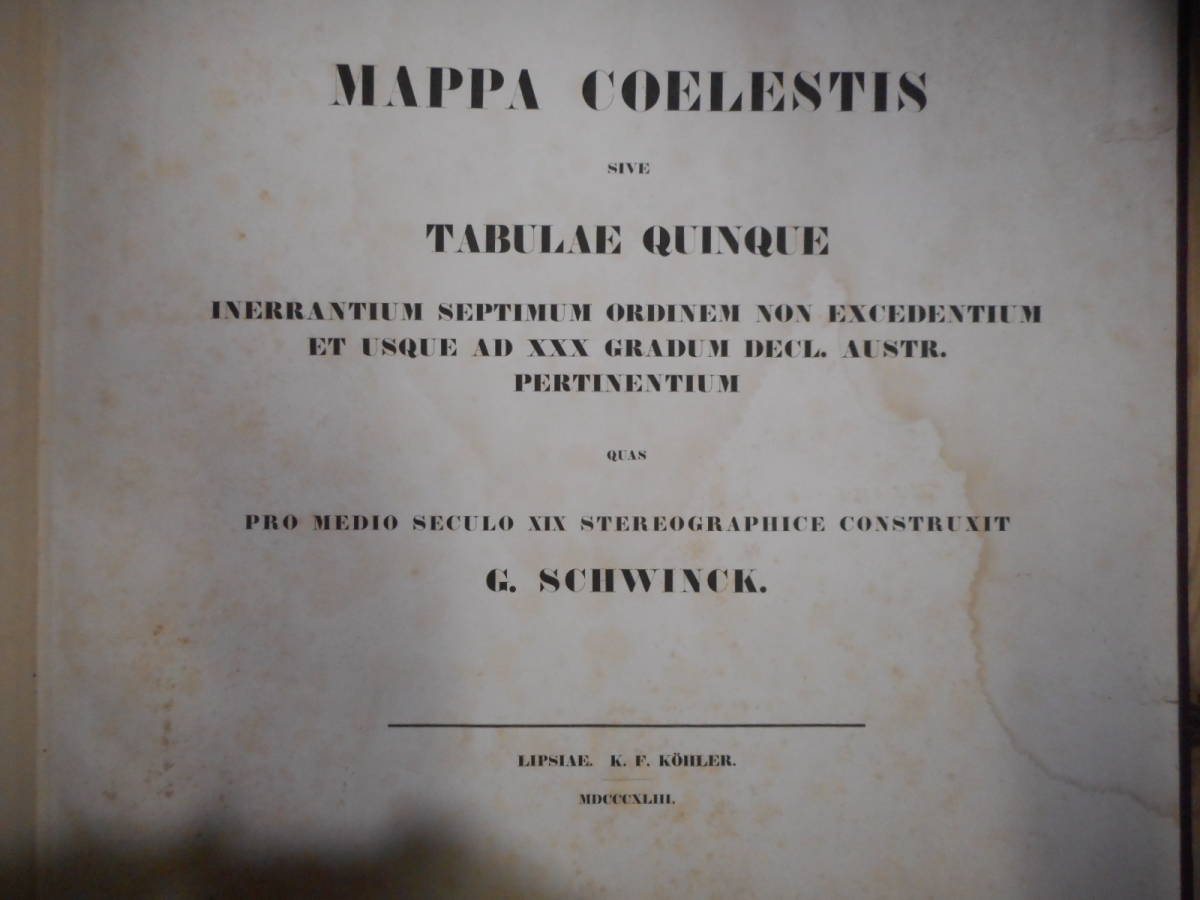 MAPPA COELESTIS
SIVE
TABULAE QUINQUE
INERRANTIUM SEPTIMUM ORDINEM NON EXCEDENTIUM
ET USQUE AD XXX GRADUM DECL. AUSTR.
PERTINENTIUM
QUAS
PRO MEDIO SECULO XIX STEREOGRAPHICE CONSTRUXIT
G. SCHWINCK.
LIPSIAE. K. F. KÖHLER.
MDCCCXLIII.